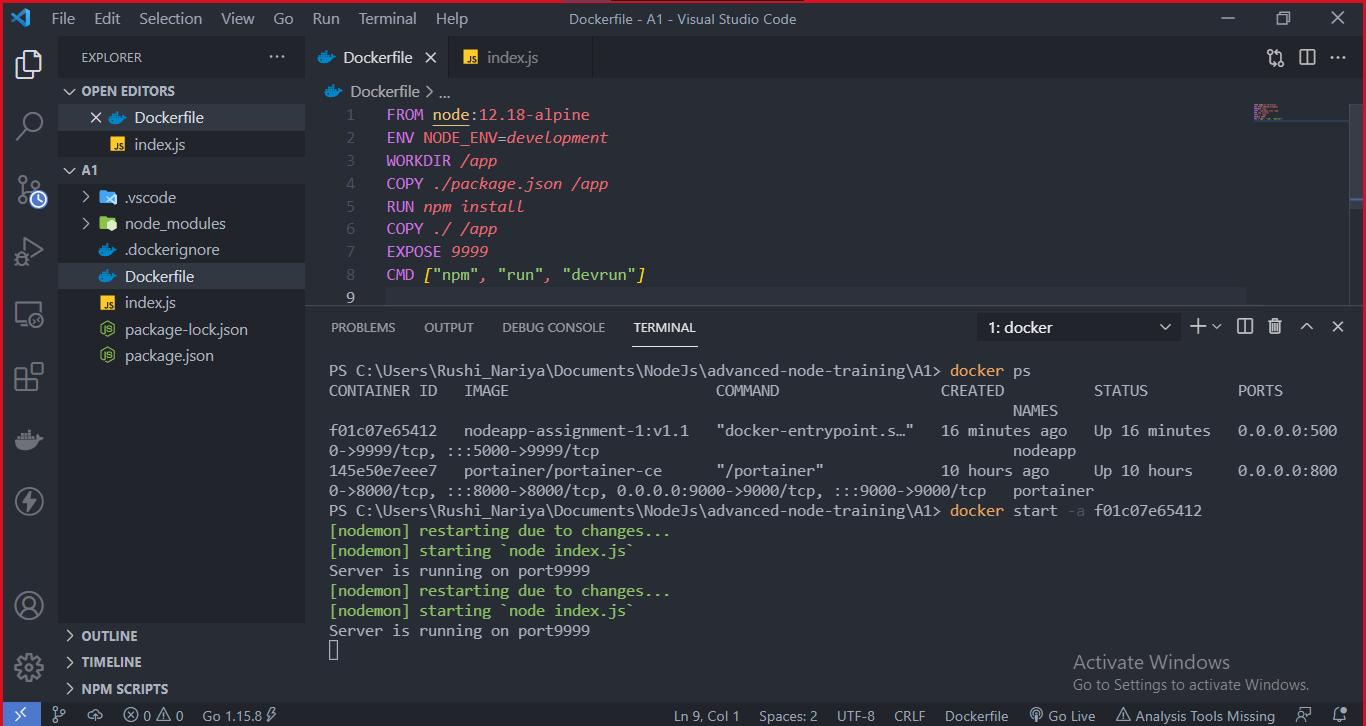 File Edit Selection View Go Run Terminal Help Dockerfile - A1 - Visual Studio Code
EXPLORER ···
OPEN EDITORS
Dockerfile
JS index.js
A1
.vscode
node_modules
.dockerignore
Dockerfile
JS index.js
package-lock.json
package.json
OUTLINE
TIMELINE
NPM SCRIPTS
Dockerfile JS index.js
Dockerfile > ...
1 FROM node:12.18-alpine
2 ENV NODE_ENV=development
3 WORKDIR /app
4 COPY ./package.json /app
5 RUN npm install
6 COPY ./ /app
7 EXPOSE 9999
8 CMD ["npm", "run", "devrun"]
9
PROBLEMS OUTPUT DEBUG CONSOLE TERMINAL 1: docker
PS C:\Users\Rushi_Nariya\Documents\NodeJs\advanced-node-training\A1> docker ps
CONTAINER ID IMAGE COMMAND CREATED STATUS PORTS
NAMES
f01c07e65412 nodeapp-assignment-1:v1.1 "docker-entrypoint.s…" 16 minutes ago Up 16 minutes 0.0.0.0:500
0->9999/tcp, :::5000->9999/tcp nodeapp
145e50e7eee7 portainer/portainer-ce "/portainer" 10 hours ago Up 10 hours 0.0.0.0:800
0->8000/tcp, :::8000->8000/tcp, 0.0.0.0:9000->9000/tcp, :::9000->9000/tcp portainer
PS C:\Users\Rushi_Nariya\Documents\NodeJs\advanced-node-training\A1> docker start -a f01c07e65412
[nodemon] restarting due to changes...
[nodemon] starting `node index.js`
Server is running on port9999
[nodemon] restarting due to changes...
[nodemon] starting `node index.js`
Server is running on port9999
Activate Windows
Go to Settings to activate Windows.
0 0 Go 1.15.8 Ln 9, Col 1 Spaces: 2 UTF-8 CRLF Dockerfile Go Live Analysis Tools Missing